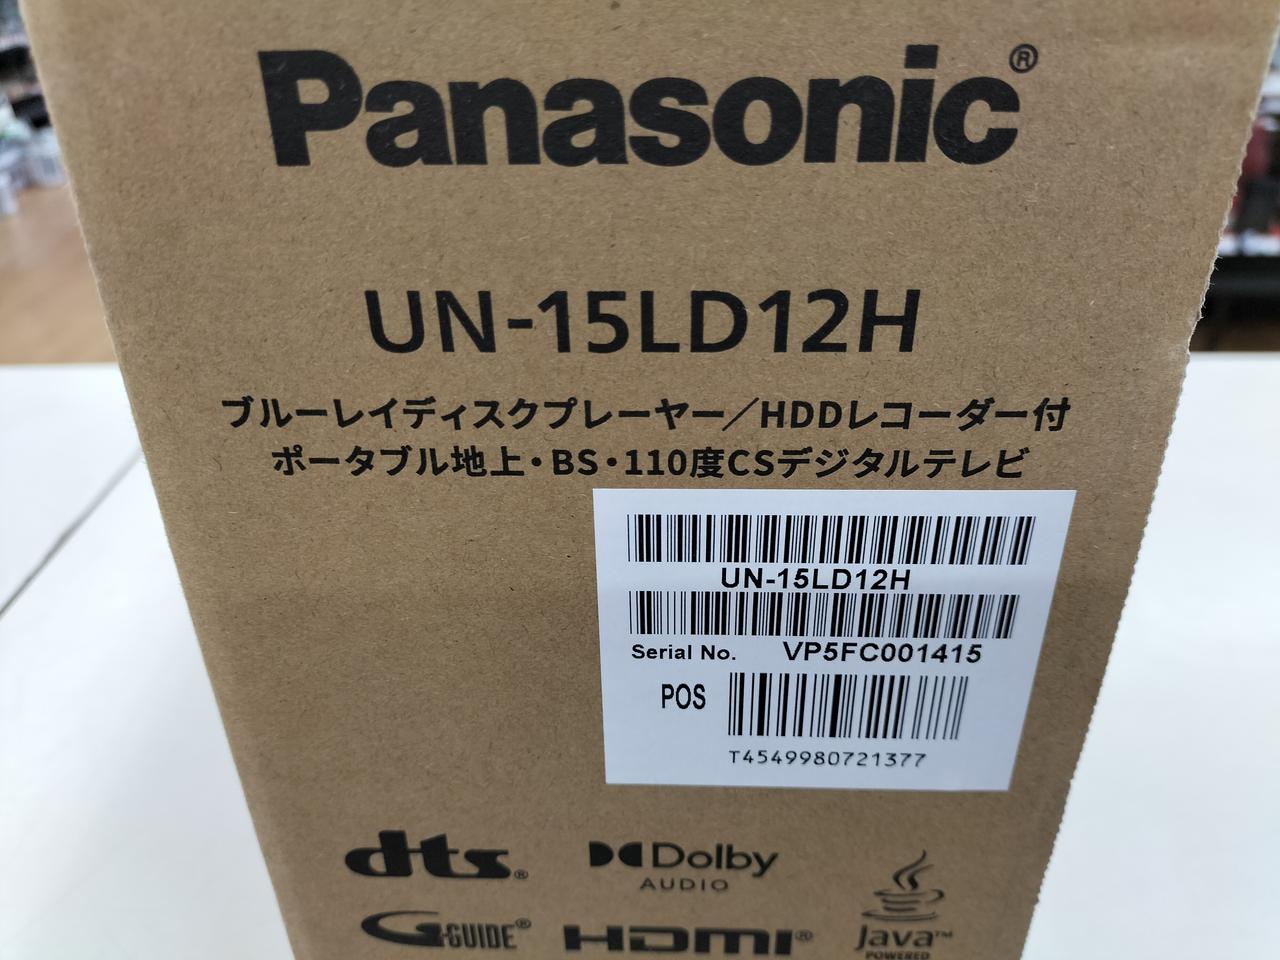 Panasonic®
UN-15LD12H
ブルーレイディスクプレーヤー／HDDレコーダー付
ポータブル地上・BS・110度CSデジタルテレビ
UN-15LD12H
Serial No. VP5FC001415
POS
T4549980721377
dts®
Dolby
AUDIO
G-GUIDE®
HDMI®
Java™
POWERED